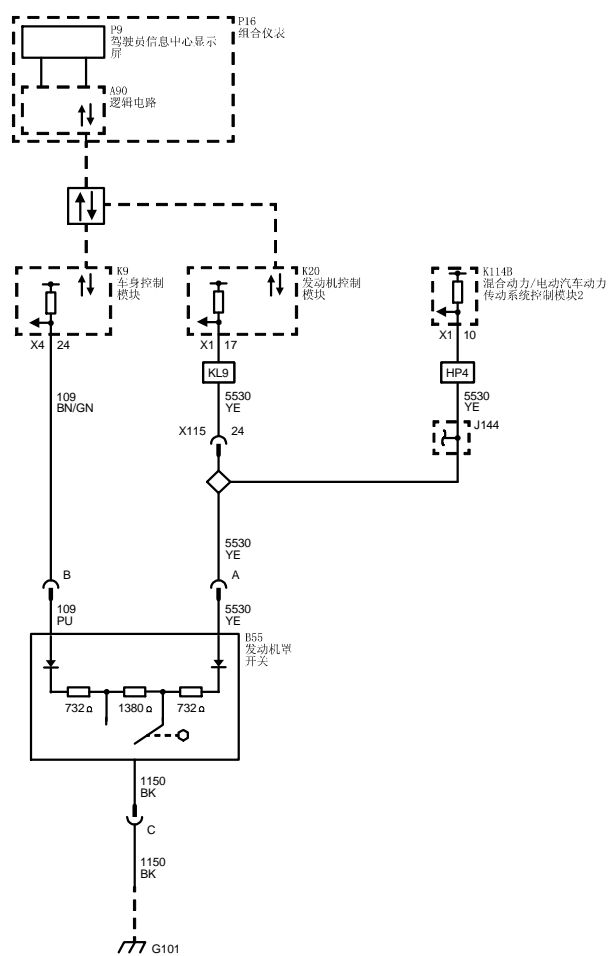 P16
组合仪表
P9
驾驶员信息中心显示
屏
A90
逻辑电路
K9
车身控制
模块
K20
发动机控制
模块
K114B
混合动力/电动汽车动力
传动系统控制模块2
X4 24
X1 17
X1 10
KL9
HP4
109
BN/GN
5530
YE
5530
YE
X115 24
J144
5530
YE
B
A
109
PU
5530
YE
B55
发动机罩
开关
732Ω
1380Ω
732Ω
1150
BK
C
1150
BK
G101